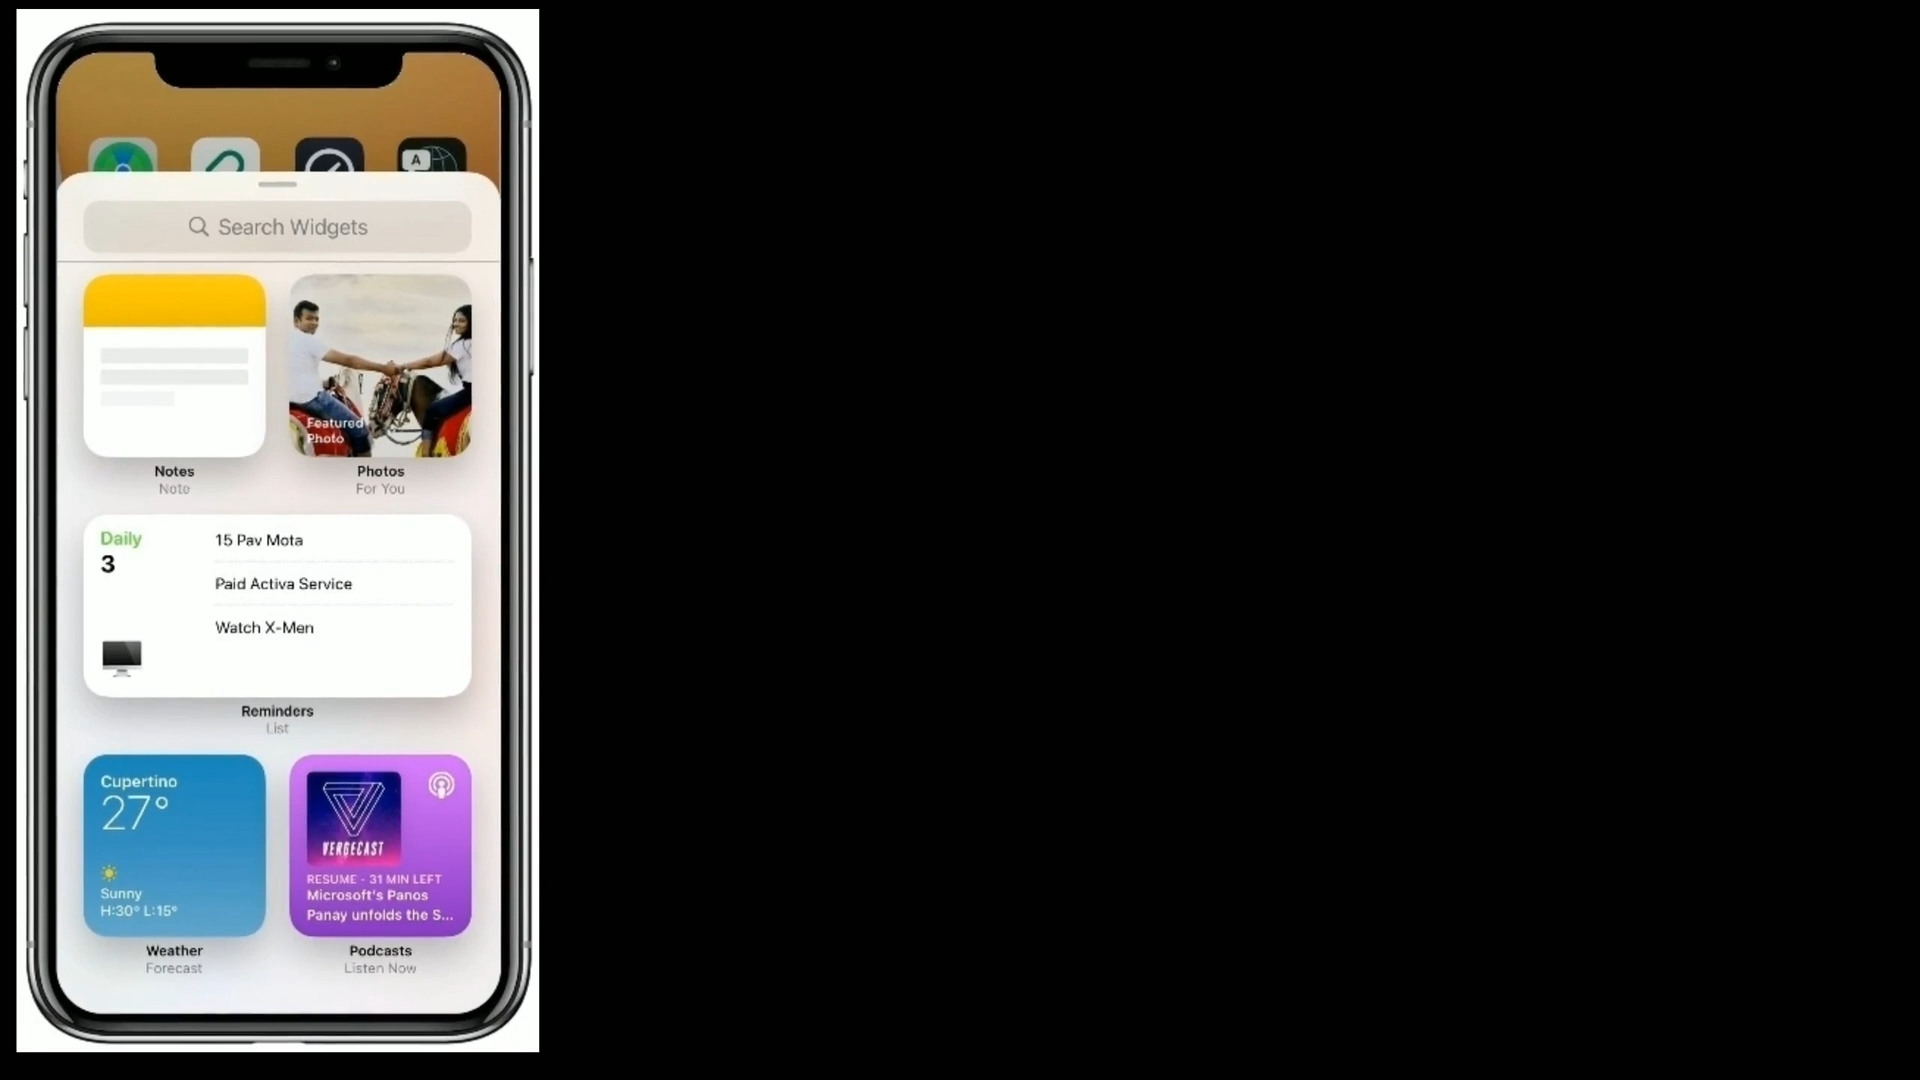 A
Search Widgets
Featured
Photo
Notes
Note
Photos
For You
Daily
3
15 Pav Mota
Paid Activa Service
Watch X-Men
Reminders
List
Cupertino
27°
Sunny
H:30° L:15°
VERGECAST
RESUME - 31 MIN LEFT
Microsoft's Panos
Panay unfolds the S...
Weather
Forecast
Podcasts
Listen Now